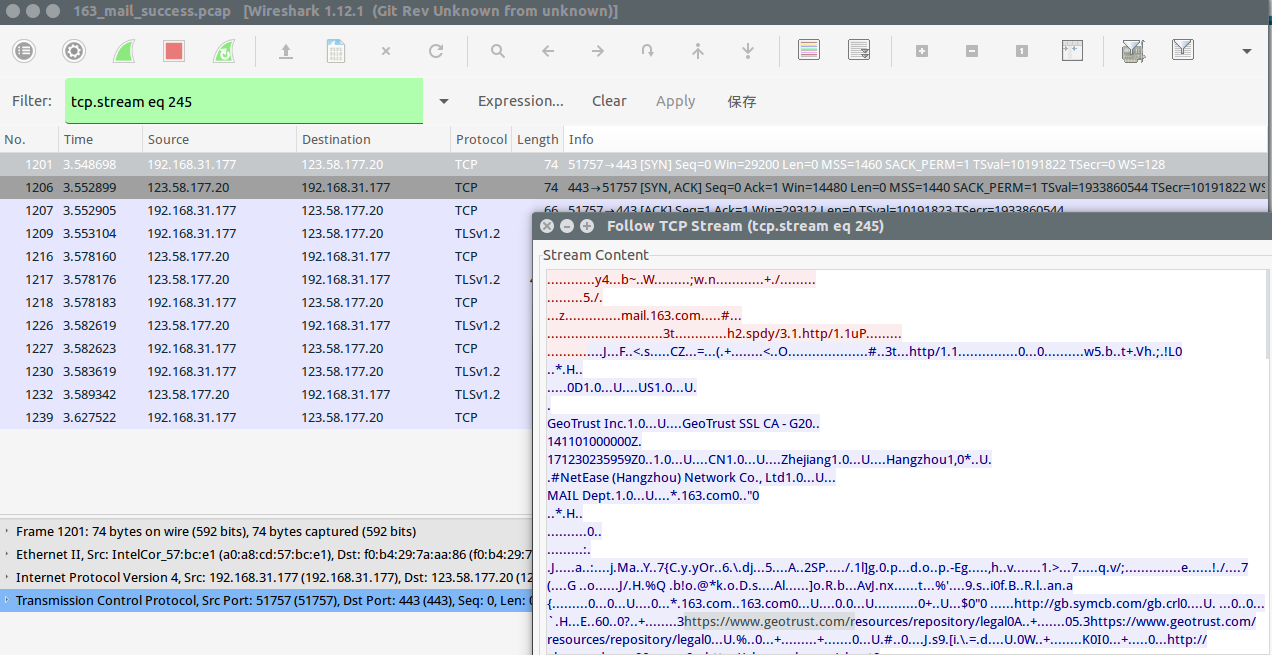 163_mail_success.pcap [Wireshark 1.12.1 (Git Rev Unknown from unknown)]
Filter: tcp.stream eq 245 Expression... Clear Apply 保存
No. Time Source Destination Protocol Length Info
1201 3.548698 192.168.31.177 123.58.177.20 TCP 74 51757→443 [SYN] Seq=0 Win=29200 Len=0 MSS=1460 SACK_PERM=1 TSval=10191822 TSecr=0 WS=128
1206 3.552899 123.58.177.20 192.168.31.177 TCP 74 443→51757 [SYN, ACK] Seq=0 Ack=1 Win=14480 Len=0 MSS=1440 SACK_PERM=1 TSval=1933860544 TSecr=10191822 WS
1207 3.552905 192.168.31.177 123.58.177.20 TCP 66 51757→443 [ACK] Seq=1 Ack=1 Win=29312 Len=0 TSval=10191823 TSecr=1933860544
1209 3.553104 192.168.31.177 123.58.177.20 TLSv1.2
1216 3.578160 123.58.177.20 192.168.31.177 TCP
1217 3.578176 123.58.177.20 192.168.31.177 TLSv1.2
1218 3.578183 192.168.31.177 123.58.177.20 TCP
1226 3.582619 123.58.177.20 192.168.31.177 TLSv1.2
1227 3.582623 192.168.31.177 123.58.177.20 TCP
1230 3.583619 192.168.31.177 123.58.177.20 TLSv1.2
1232 3.589342 123.58.177.20 192.168.31.177 TLSv1.2
1239 3.627522 192.168.31.177 123.58.177.20 TCP
Frame 1201: 74 bytes on wire (592 bits), 74 bytes captured (592 bits)
Ethernet II, Src: IntelCor_57:bc:e1 (a0:a8:cd:57:bc:e1), Dst: f0:b4:29:7a:aa:86 (f0:b4:29:7
Internet Protocol Version 4, Src: 192.168.31.177 (192.168.31.177), Dst: 123.58.177.20 (12
Transmission Control Protocol, Src Port: 51757 (51757), Dst Port: 443 (443), Seq: 0, Len: 0
Follow TCP Stream (tcp.stream eq 245)
Stream Content
............y4...b~..W.........;w.n............+./.........
.........5./.
...z..............mail.163.com.....#...
..........................3t............h2.spdy/3.1.http/1.1uP.........
..............J...F..<.s.....CZ...=...(.+........<..O.....................#..3t...http/1.1..............0...0..........w5.b..t+.Vh.;.!L0
..*.H..
.....0D1.0...U....US1.0...U.
.
GeoTrust Inc.1.0...U....GeoTrust SSL CA - G20..
141101000000Z.
171230235959Z0..1.0...U....CN1.0...U....Zhejiang1.0...U....Hangzhou1,0*..U.
.#NetEase (Hangzhou) Network Co., Ltd1.0...U...
MAIL Dept.1.0...U....*.163.com0.."0
..*.H..
..........0..
.........:.
.J.....a..:....j.Ma..Y..7{C.y.yOr..6.\.dj...5....A..2SP...../.1l]g.0.p...d.o..p.-Eg.....,h..v.......1.>...7.....q.v/;..............e......!./....7
(....G ..o......J/.H.%Q .b!o.@*k.o.D.s....Al......]o.R.b...AvJ.nx......t...%'....9.s..i0f.B..R.l..an.a
{.........0...0...U....0...*.163.com..163.com0...U....0.0...U...........0+..U...$0"0 ......http://gb.symcb.com/gb.crl0....U. ...0..0...
`.H...E..60..0?..+........3https://www.geotrust.com/resources/repository/legal0A..+......05.3https://www.geotrust.com/
resources/repository/legal0...U.%..0...+.........+.......0...U.#..0....J.s9.[i.\.=.d....U.0W..+........K0I0...+.....0...http://